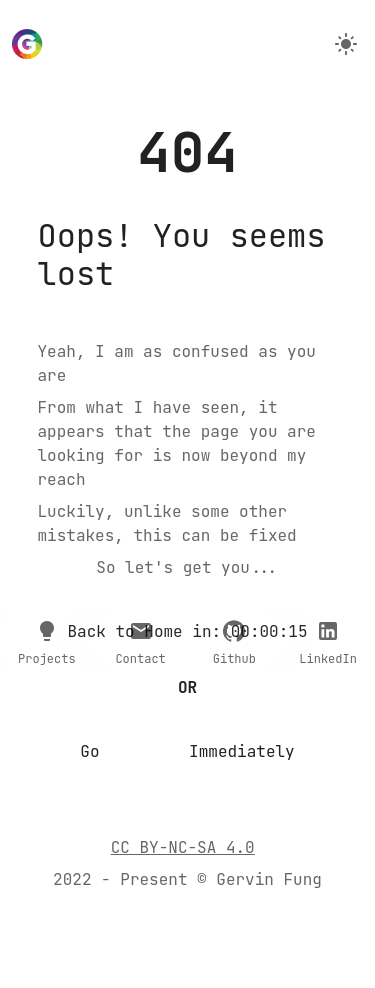 G
404
Oops! You seems
lost
Yeah, I am as confused as you
are
From what I have seen, it
appears that the page you are
looking for is now beyond my
reach
Luckily, unlike some other
mistakes, this can be fixed
So let's get you...
Back to Home in: 00:00:15
Projects Contact Github LinkedIn
OR
Go Immediately
CC BY-NC-SA 4.0
2022 - Present © Gervin Fung